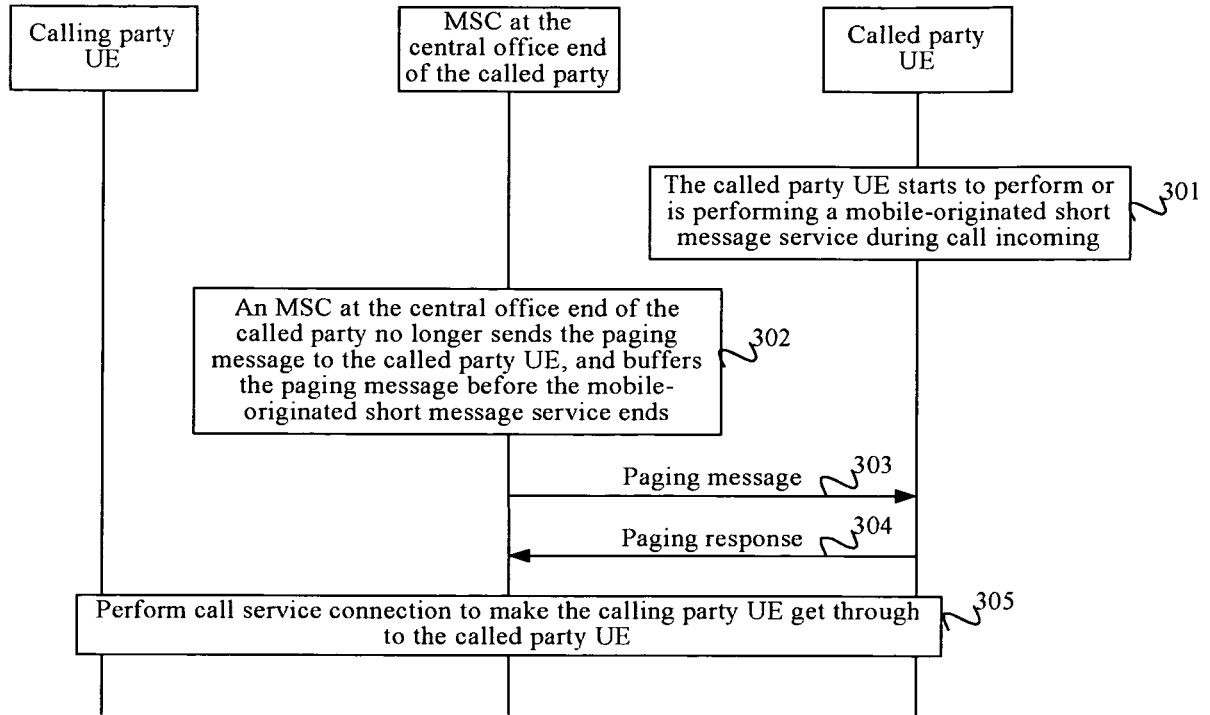 Calling party
UE
MSC at the
central office end
of the called party
Called party
UE
The called party UE starts to perform or
is performing a mobile-originated short
message service during call incoming
301
An MSC at the central office end of the
called party no longer sends the paging
message to the called party UE, and buffers
the paging message before the mobile-
originated short message service ends
302
Paging message
303
Paging response
304
Perform call service connection to make the calling party UE get through
to the called party UE
305